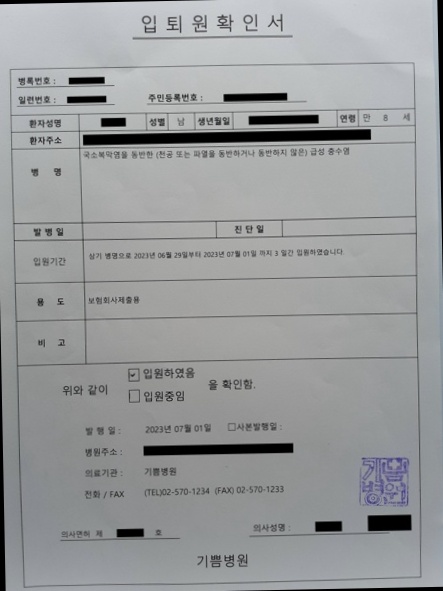 입퇴원확인서
병록번호 :
일련번호 : 주민등록번호 :
환자성명 성별 남 생년월일 연령 만 8 세
환자주소
병 명 국소복막염을 동반한 (천공 또는 파열을 동반하거나 동반하지 않은) 급성 충수염
발 병 일 진 단 일
입원기간 상기 병명으로 2023년 06월 29일부터 2023년 07월 01일 까지 3 일간 입원하였습니다.
용 도 보험회사제출용
비 고
위와 같이 ☑ 입원하였음 을 확인함.
☐ 입원중임
발 행 일 : 2023년 07월 01일 ☐사본발행일 :
병원주소 :
의료기관 : 기쁨병원
전화 / FAX (TEL)02-570-1234 (FAX) 02-570-1233
기쁨
병원
의사면허 제 호 의사성명 :
기쁨병원